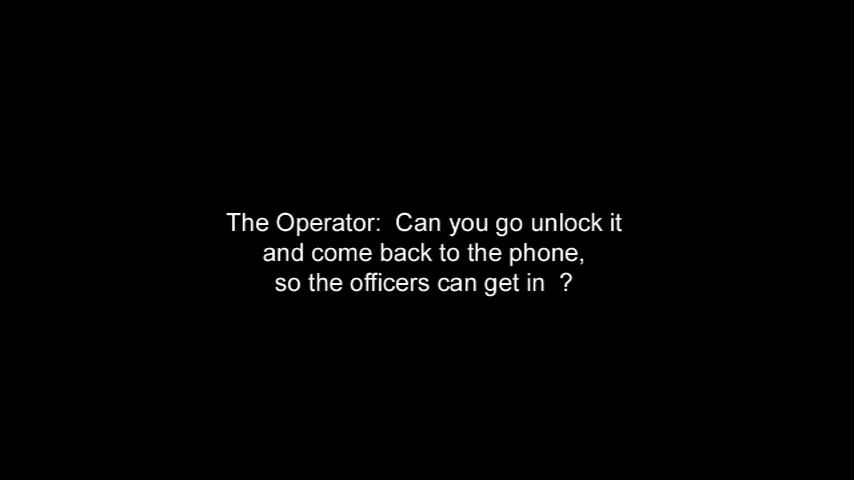 The Operator:  Can you go unlock it
and come back to the phone,
so the officers can get in  ?